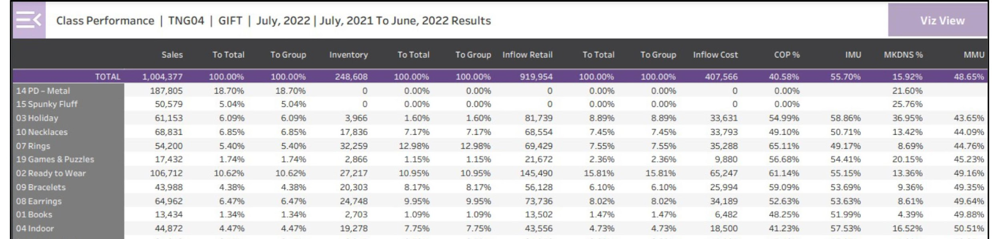 Class Performance | TNG04 | GIFT | July, 2022 | July, 2021 To June, 2022 Results
Viz View
Sales To Total To Group Inventory To Total To Group Inflow Retail To Total To Group Inflow Cost COP % IMU MKDNS % MMU
TOTAL 1,004,377 100.00% 100.00% 248,608 100.00% 100.00% 919,954 100.00% 100.00% 407,566 40.58% 55.70% 15.92% 48.65%
14 PD – Metal 187,805 18.70% 18.70% 0 0.00% 0.00% 0 0.00% 0.00% 0 0.00% 21.60%
15 Spunky Fluff 50,579 5.04% 5.04% 0 0.00% 0.00% 0 0.00% 0.00% 0 0.00% 25.76%
03 Holiday 61,153 6.09% 6.09% 3,966 1.60% 1.60% 81,739 8.89% 8.89% 33,631 54.99% 58.86% 36.95% 43.65%
10 Necklaces 68,831 6.85% 6.85% 17,836 7.17% 7.17% 68,554 7.45% 7.45% 33,793 49.10% 50.71% 13.42% 44.09%
07 Rings 54,200 5.40% 5.40% 32,259 12.98% 12.98% 69,429 7.55% 7.55% 35,288 65.11% 49.17% 8.69% 44.76%
19 Games & Puzzles 17,432 1.74% 1.74% 2,866 1.15% 1.15% 21,672 2.36% 2.36% 9,880 56.68% 54.41% 20.15% 45.23%
02 Ready to Wear 106,712 10.62% 10.62% 27,217 10.95% 10.95% 145,490 15.81% 15.81% 65,247 61.14% 55.15% 13.36% 49.16%
09 Bracelets 43,988 4.38% 4.38% 20,303 8.17% 8.17% 56,128 6.10% 6.10% 25,994 59.09% 53.69% 9.36% 49.35%
08 Earrings 64,962 6.47% 6.47% 24,748 9.95% 9.95% 73,736 8.02% 8.02% 34,189 52.63% 53.63% 8.61% 49.64%
01 Books 13,434 1.34% 1.34% 2,703 1.09% 1.09% 13,502 1.47% 1.47% 6,482 48.25% 51.99% 4.39% 49.88%
04 Indoor 44,872 4.47% 4.47% 19,278 7.75% 7.75% 43,556 4.73% 4.73% 18,500 41.23% 57.53% 16.52% 50.51%